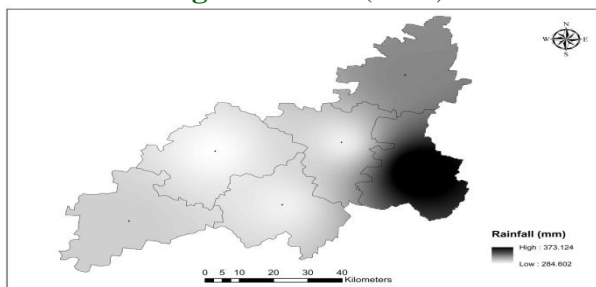 N
W E
S
Rainfall (mm)
High : 373.124
Low : 284.602
0 5 10 20 30 40
Kilometers